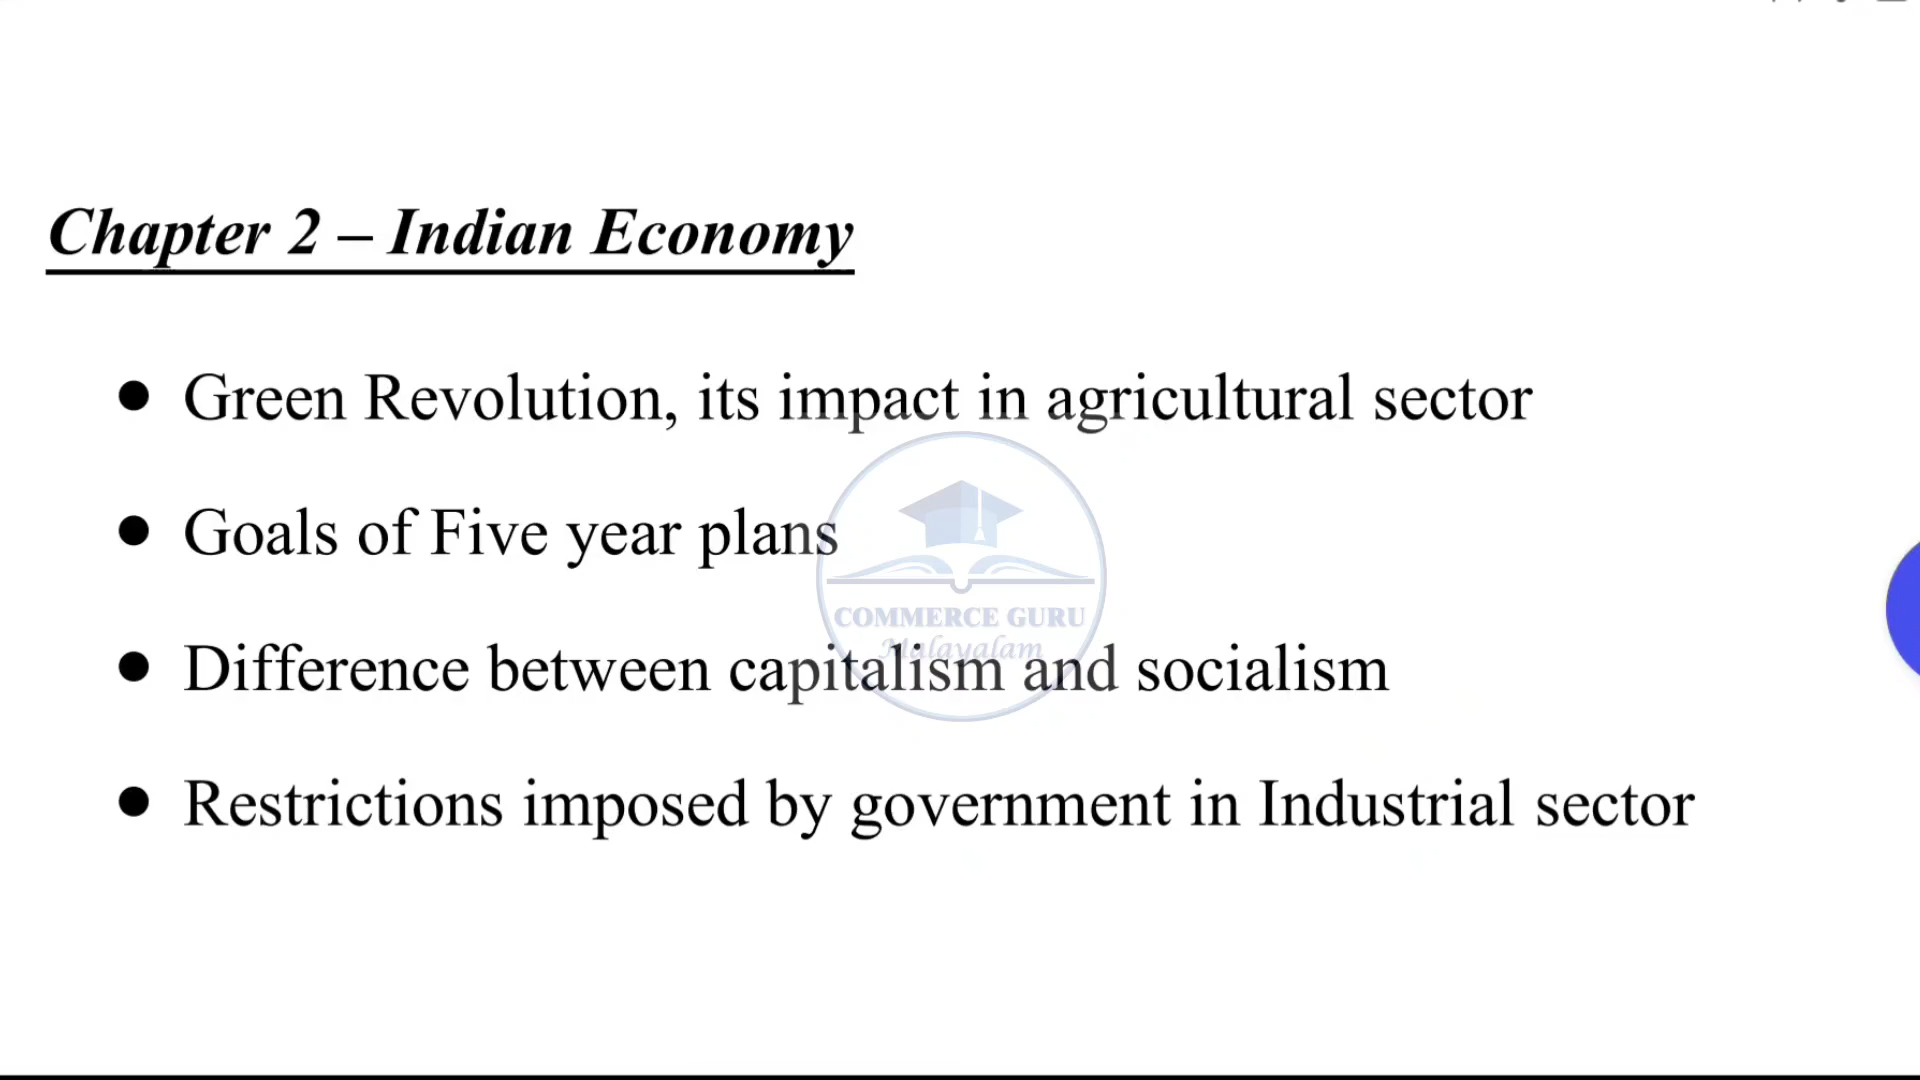 Chapter 2 – Indian Economy
● Green Revolution, its impact in agricultural sector
● Goals of Five year plans
COMMERCE GURU
Malayalam
● Difference between capitalism and socialism
● Restrictions imposed by government in Industrial sector